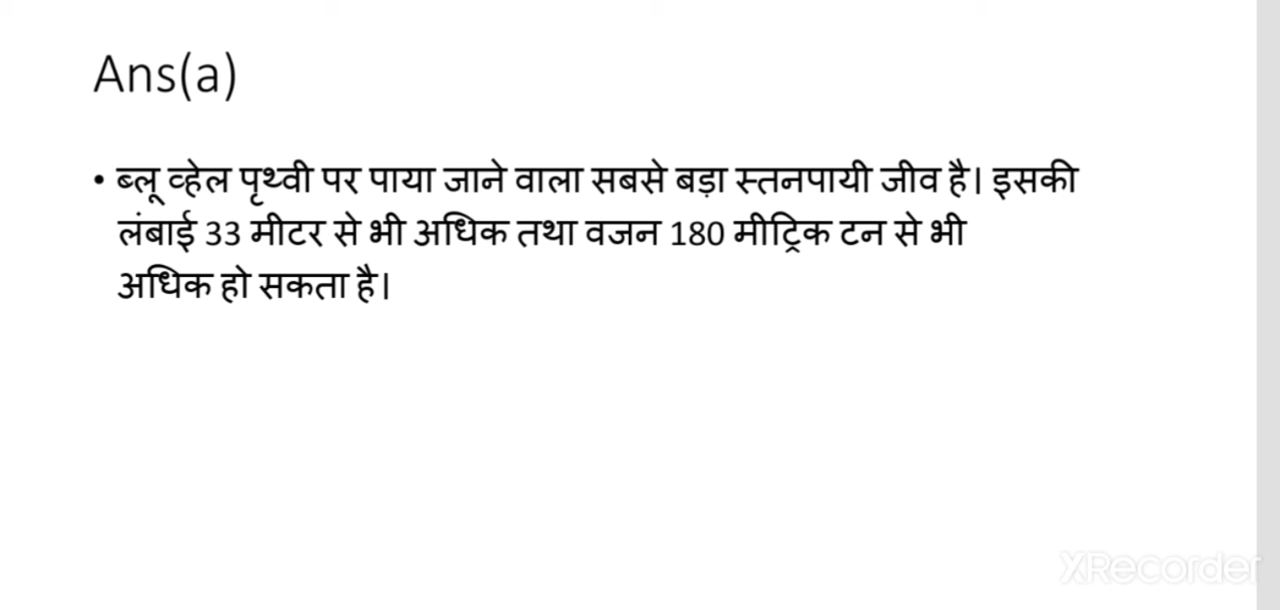 Ans(a)
• ब्लू व्हेल पृथ्वी पर पाया जाने वाला सबसे बड़ा स्तनपायी जीव है। इसकी
लंबाई 33 मीटर से भी अधिक तथा वजन 180 मीट्रिक टन से भी
अधिक हो सकता है।
XRecorder